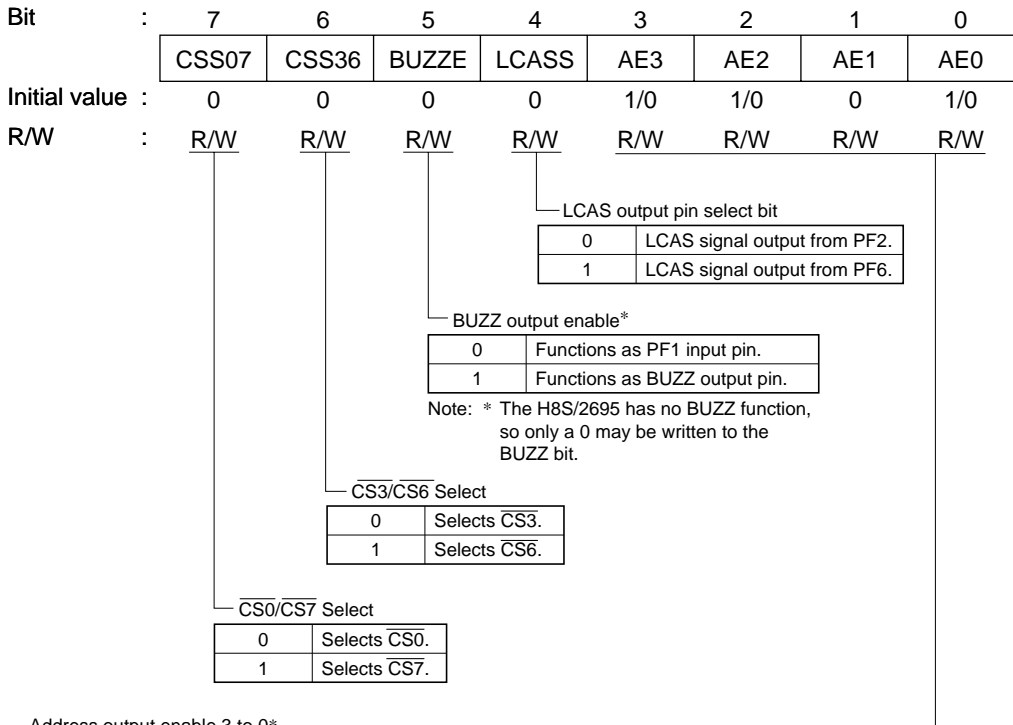 Bit : 7 6 5 4 3 2 1 0
CSS07 CSS36 BUZZE LCASS AE3 AE2 AE1 AE0
Initial value : 0 0 0 0 1/0 1/0 0 1/0
R/W : R/W R/W R/W R/W R/W R/W R/W R/W
LCAS output pin select bit
0 LCAS signal output from PF2.
1 LCAS signal output from PF6.
BUZZ output enable*
0 Functions as PF1 input pin.
1 Functions as BUZZ output pin.
Note: * The H8S/2695 has no BUZZ function,
so only a 0 may be written to the
BUZZ bit.
CS3/CS6 Select
0 Selects CS3.
1 Selects CS6.
CS0/CS7 Select
0 Selects CS0.
1 Selects CS7.
Address output enable 3 to 0*